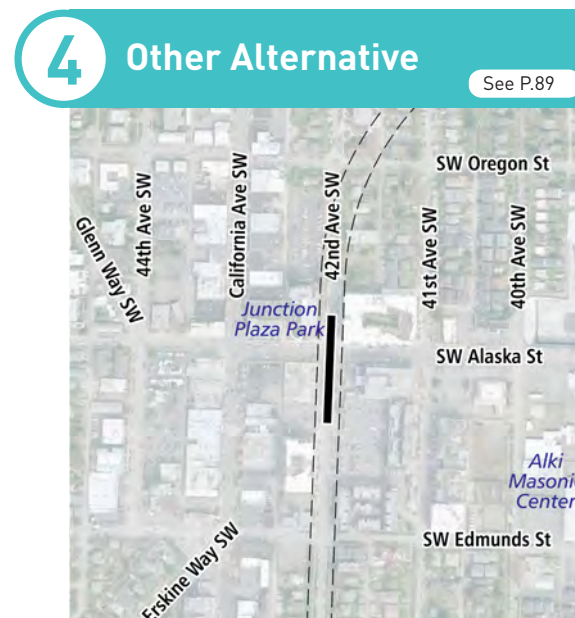 4
Other Alternative
See P.89
SW Oregon St
44th Ave SW
California Ave SW
42nd Ave SW
41st Ave SW
40th Ave SW
Glenn Way SW
Junction
Plaza Park
SW Alaska St
Alki
Masoni
Center
SW Edmunds St
Erskine Way SW